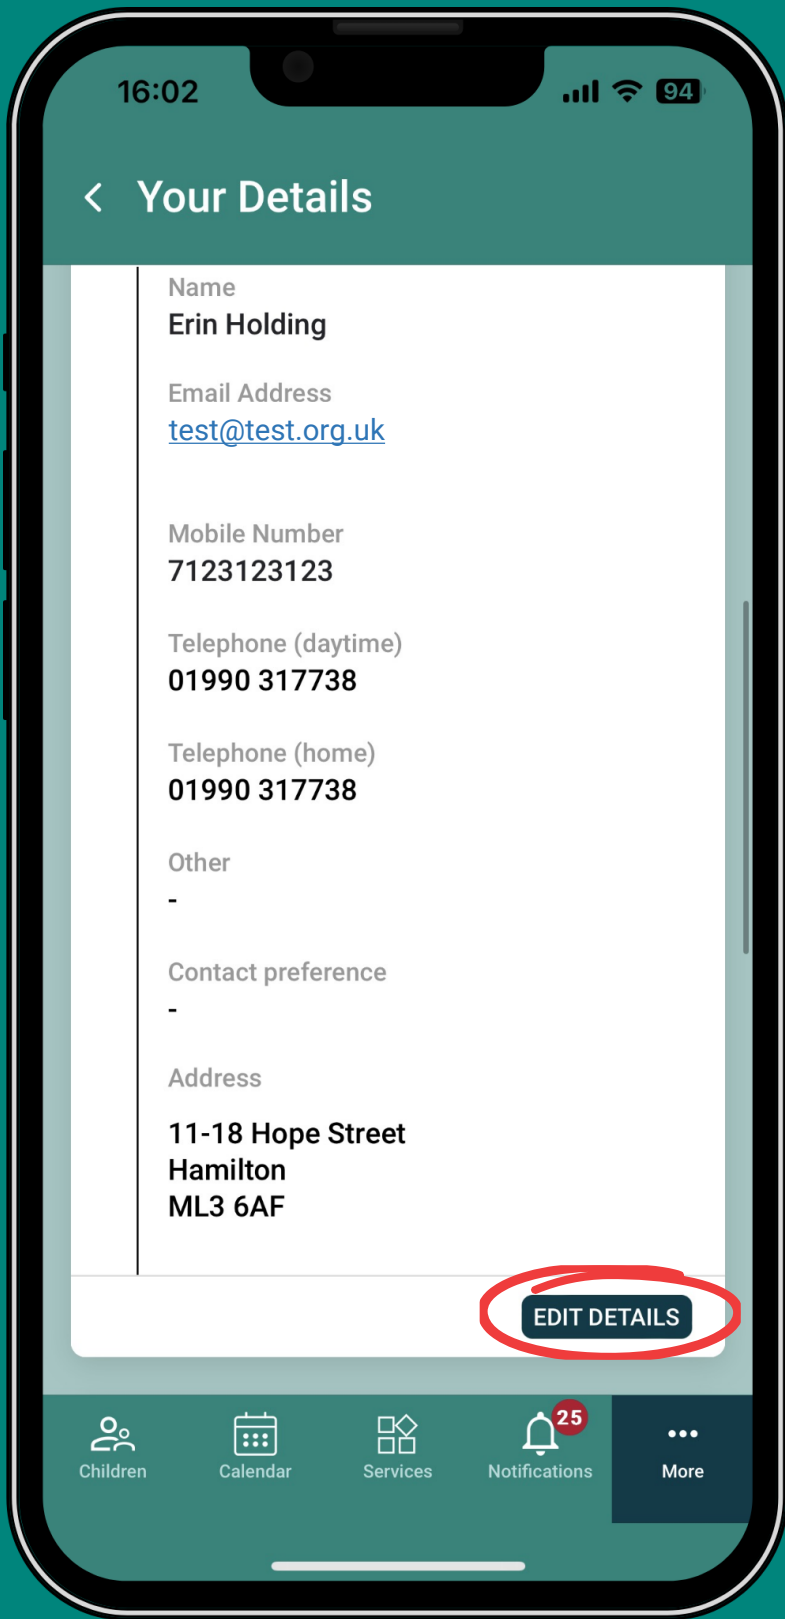 16:02
94
Your Details
Name
Erin Holding
Email Address
test@test.org.uk
Mobile Number
7123123123
Telephone (daytime)
01990 317738
Telephone (home)
01990 317738
Other
-
Contact preference
-
Address
11-18 Hope Street
Hamilton
ML3 6AF
EDIT DETAILS
25
Children
Calendar
Services
Notifications
More